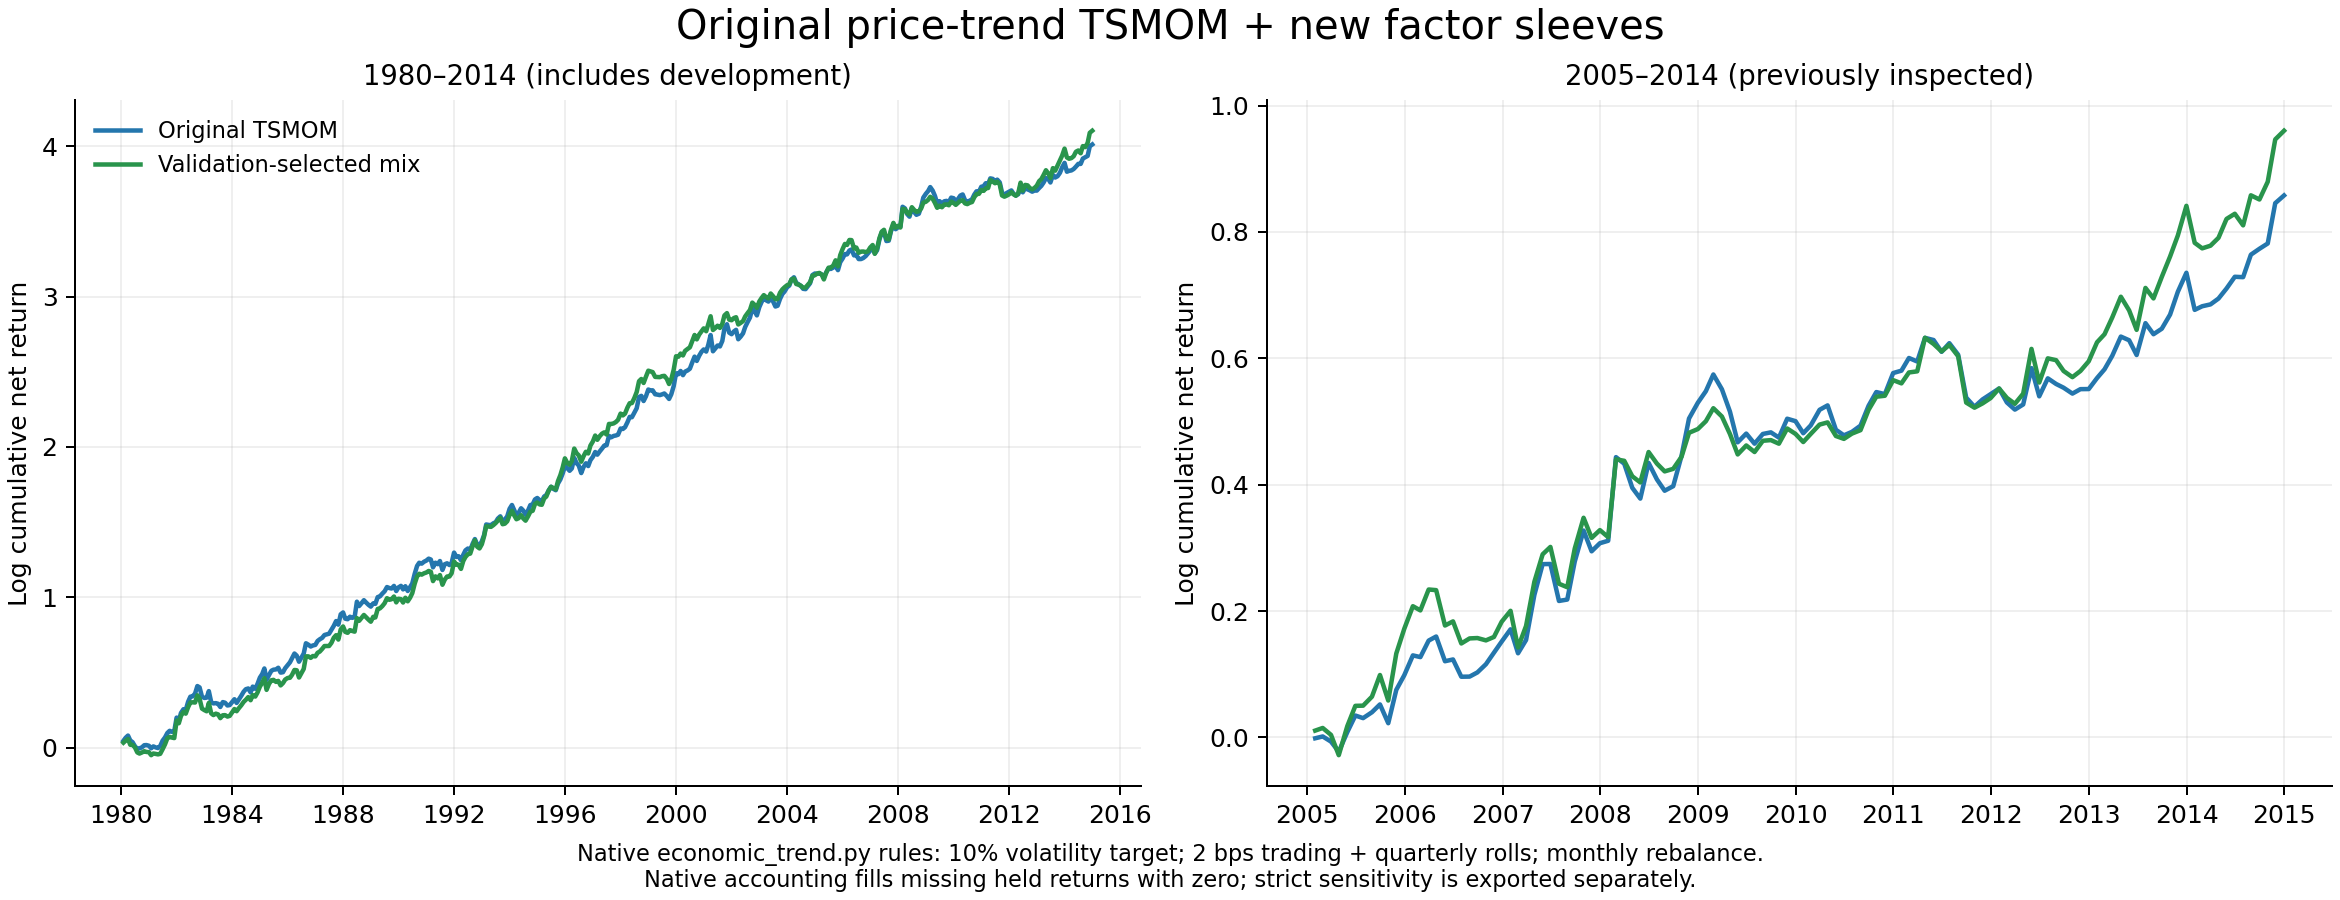 Original price-trend TSMOM + new factor sleeves
1980–2014 (includes development)
Log cumulative net return
4
3
2
1
0
Original TSMOM
Validation-selected mix
1980 1984 1988 1992 1996 2000 2004 2008 2012 2016
2005–2014 (previously inspected)
Log cumulative net return
1.0
0.8
0.6
0.4
0.2
0.0
2005 2006 2007 2008 2009 2010 2011 2012 2013 2014 2015
Native economic_trend.py rules: 10% volatility target; 2 bps trading + quarterly rolls; monthly rebalance.
Native accounting fills missing held returns with zero; strict sensitivity is exported separately.